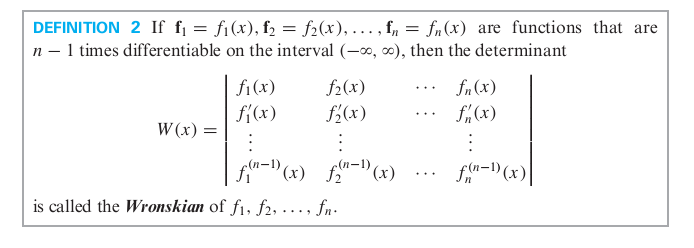 DEFINITION 2 If f₁ = f₁(x), f₂ = f₂(x), . . . , fₙ = fₙ(x) are functions that are
n − 1 times differentiable on the interval (−∞, ∞), then the determinant
f₁(x) f₂(x) ⋯ fₙ(x)
f₁′(x) f₂′(x) ⋯ fₙ′(x)
W(x) =
⋮ ⋮ ⋮
f₁⁽ⁿ⁻¹⁾(x) f₂⁽ⁿ⁻¹⁾(x) ⋯ fₙ⁽ⁿ⁻¹⁾(x)
is called the Wronskian of f₁, f₂, . . . , fₙ.